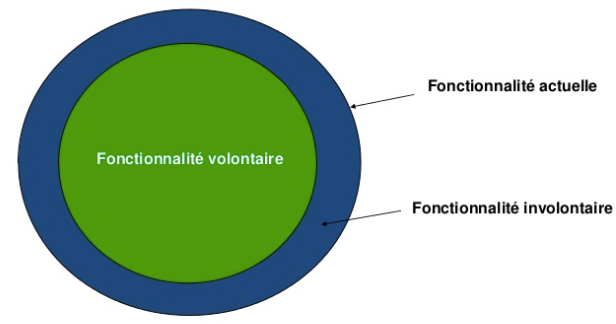 Fonctionnalité actuelle
Fonctionnalité volontaire
Fonctionnalité involontaire